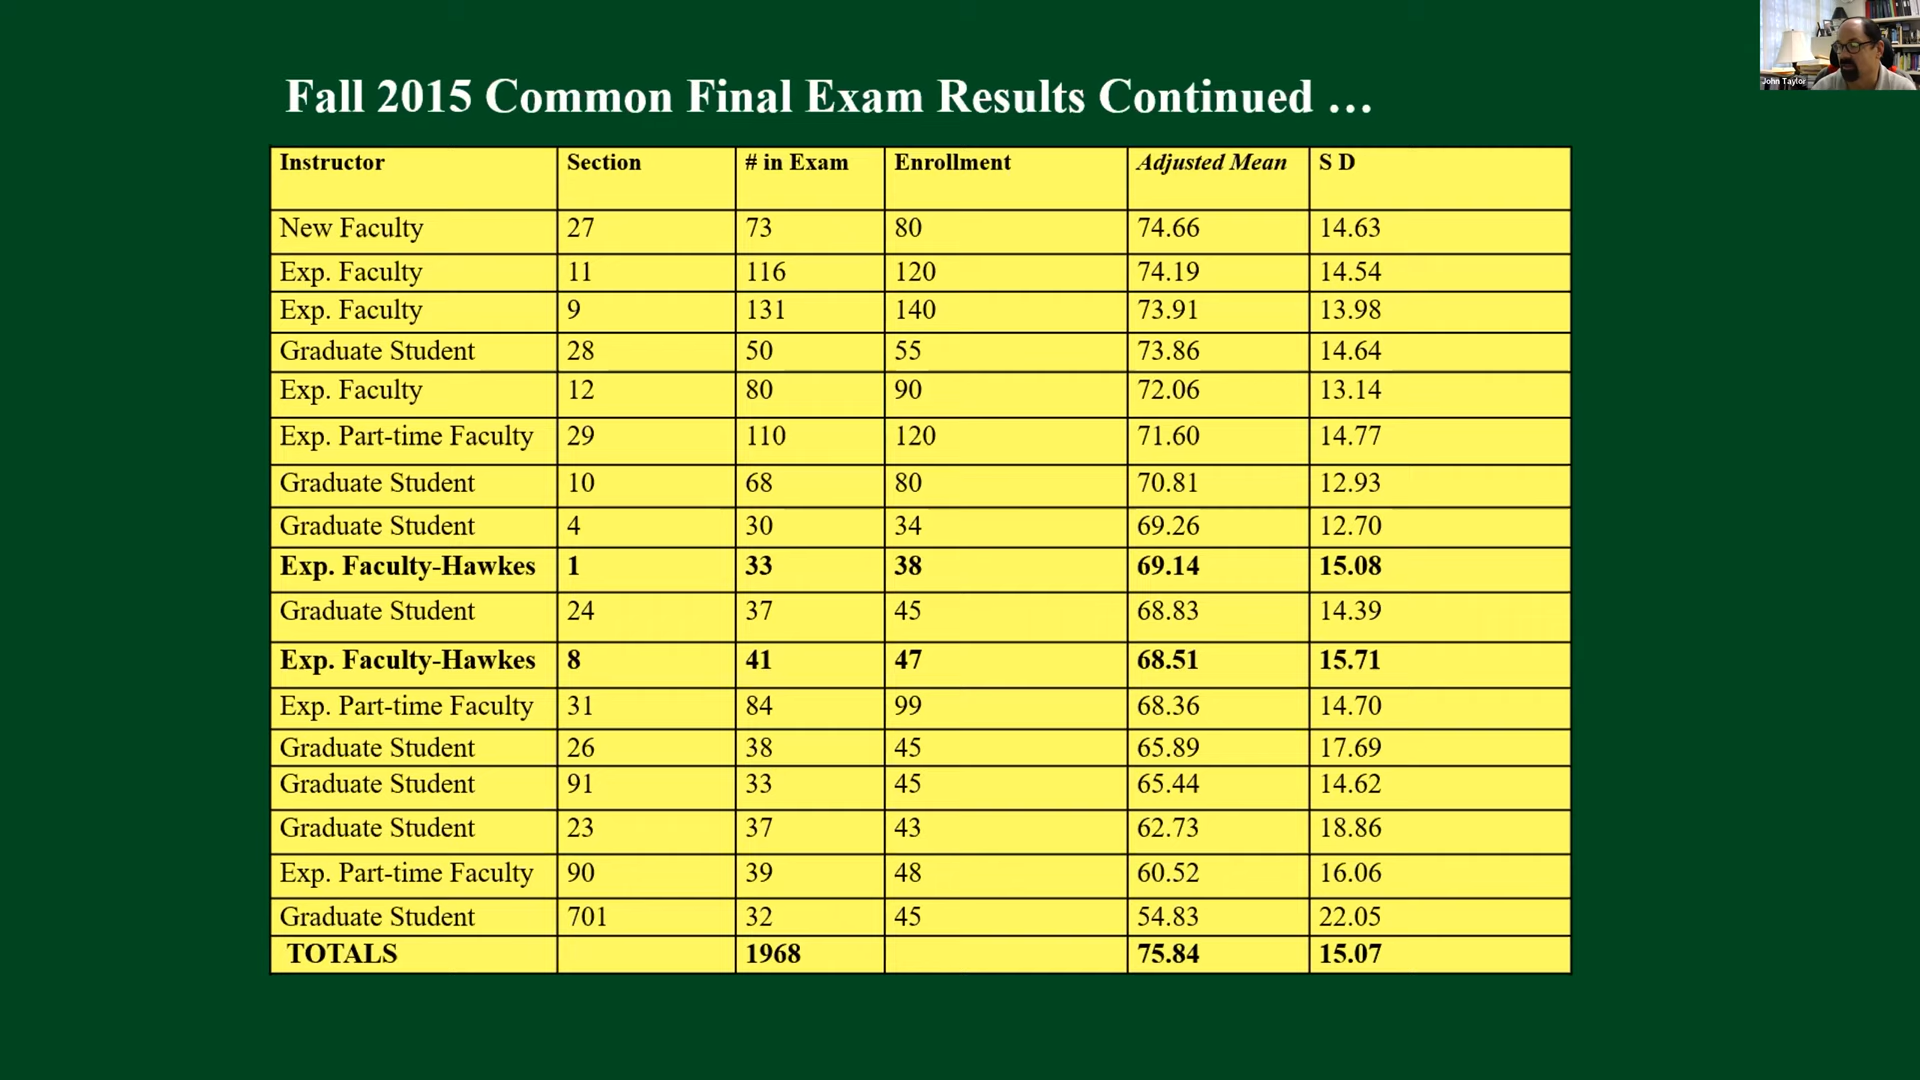 John Taylor
Fall 2015 Common Final Exam Results Continued …
Instructor Section # in Exam Enrollment Adjusted Mean S D
New Faculty 27 73 80 74.66 14.63
Exp. Faculty 11 116 120 74.19 14.54
Exp. Faculty 9 131 140 73.91 13.98
Graduate Student 28 50 55 73.86 14.64
Exp. Faculty 12 80 90 72.06 13.14
Exp. Part-time Faculty 29 110 120 71.60 14.77
Graduate Student 10 68 80 70.81 12.93
Graduate Student 4 30 34 69.26 12.70
Exp. Faculty-Hawkes 1 33 38 69.14 15.08
Graduate Student 24 37 45 68.83 14.39
Exp. Faculty-Hawkes 8 41 47 68.51 15.71
Exp. Part-time Faculty 31 84 99 68.36 14.70
Graduate Student 26 38 45 65.89 17.69
Graduate Student 91 33 45 65.44 14.62
Graduate Student 23 37 43 62.73 18.86
Exp. Part-time Faculty 90 39 48 60.52 16.06
Graduate Student 701 32 45 54.83 22.05
TOTALS 1968 75.84 15.07